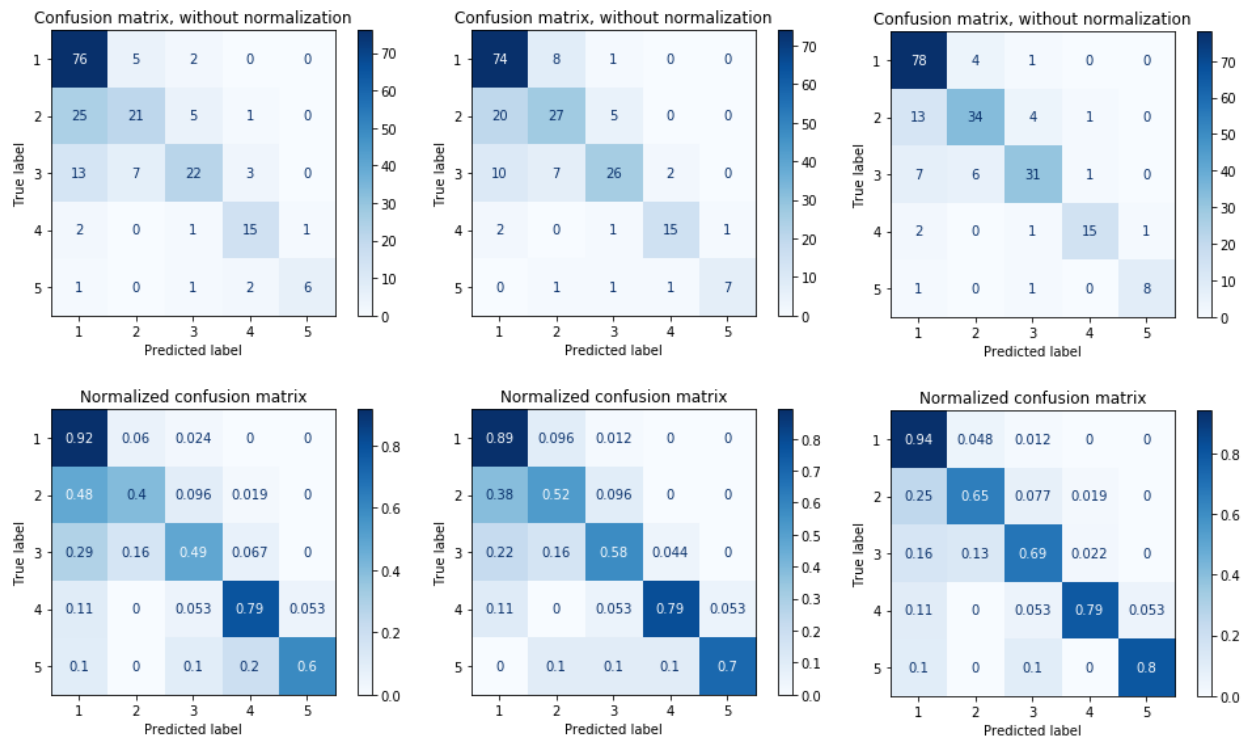 Confusion matrix, without normalization
1 76 5 2 0 0
2 25 21 5 1 0
3 13 7 22 3 0
4 2 0 1 15 1
5 1 0 1 2 6
1 2 3 4 5
Predicted label
True label
70
60
50
40
30
20
10
0
Confusion matrix, without normalization
1 74 8 1 0 0
2 20 27 5 0 0
3 10 7 26 2 0
4 2 0 1 15 1
5 0 1 1 1 7
1 2 3 4 5
Predicted label
True label
70
60
50
40
30
20
10
0
Confusion matrix, without normalization
1 78 4 1 0 0
2 13 34 4 1 0
3 7 6 31 1 0
4 2 0 1 15 1
5 1 0 1 0 8
1 2 3 4 5
Predicted label
True label
70
60
50
40
30
20
10
0
Normalized confusion matrix
1 0.92 0.06 0.024 0 0
2 0.48 0.4 0.096 0.019 0
3 0.29 0.16 0.49 0.067 0
4 0.11 0 0.053 0.79 0.053
5 0.1 0 0.1 0.2 0.6
1 2 3 4 5
Predicted label
True label
0.8
0.6
0.4
0.2
0.0
Normalized confusion matrix
1 0.89 0.096 0.012 0 0
2 0.38 0.52 0.096 0 0
3 0.22 0.16 0.58 0.044 0
4 0.11 0 0.053 0.79 0.053
5 0 0.1 0.1 0.1 0.7
1 2 3 4 5
Predicted label
True label
0.8
0.7
0.6
0.5
0.4
0.3
0.2
0.1
0.0
Normalized confusion matrix
1 0.94 0.048 0.012 0 0
2 0.25 0.65 0.077 0.019 0
3 0.16 0.13 0.69 0.022 0
4 0.11 0 0.053 0.79 0.053
5 0.1 0 0.1 0 0.8
1 2 3 4 5
Predicted label
True label
0.8
0.6
0.4
0.2
0.0